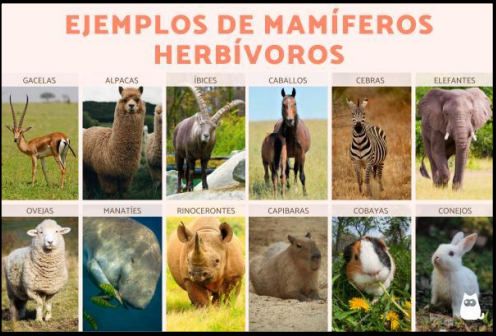 EJEMPLOS DE MAMÍFEROS
HERBÍVOROS
GACELAS ALPACAS ÍBICES CABALLOS CEBRAS ELEFANTES
OVEJAS MANATÍES RINOCERONTES CAPIBARAS COBAYAS CONEJOS